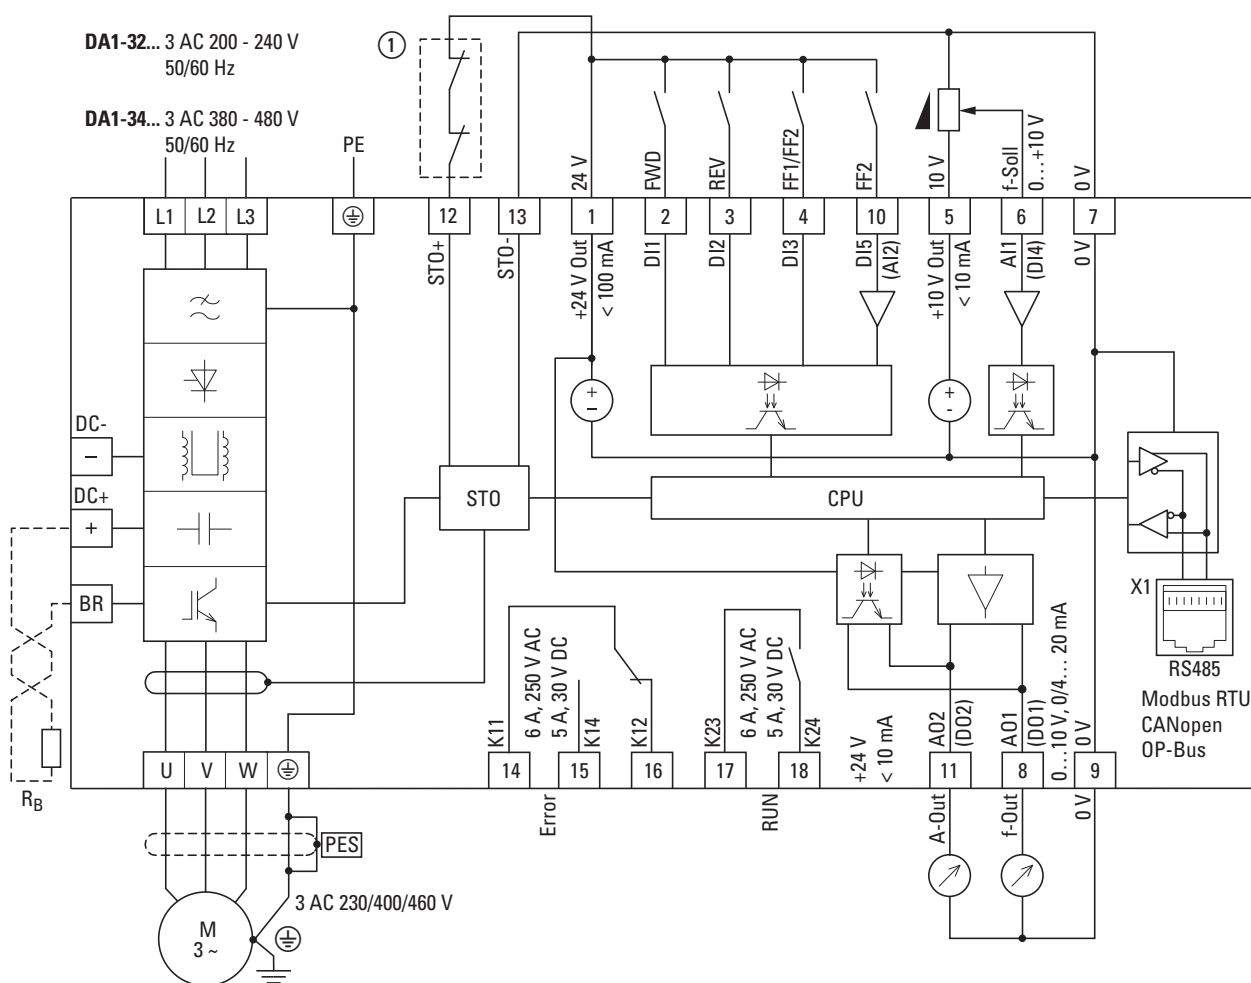 DA1-32... 3 AC 200 - 240 V
50/60 Hz
DA1-34... 3 AC 380 - 480 V
50/60 Hz
PE
1
24 V
FWD
REV
FF1/FF2
FF2
10 V
f-Soll
0…+10 V
0 V
L1
L2
L3
12
13
1
2
3
4
10
5
6
7
STO+
STO-
+24 V Out
< 100 mA
DI1
DI2
DI3
DI5
(AI2)
+10 V Out
< 10 mA
AI1
(DI4)
0 V
+
–
+
-
DC-
–
DC+
+
BR
STO
CPU
X1
RS485
Modbus RTU
CANopen
OP-Bus
K11
6 A, 250 V AC
5 A, 30 V DC
K14
K12
K23
6 A, 250 V AC
5 A, 30 V DC
K24
+24 V
< 10 mA
AO2
(DO2)
AO1
(DO1)
0…10 V, 0/4… 20 mA
0 V
RB
U
V
W
14
15
16
17
18
11
8
9
Error
RUN
A-Out
f-Out
0 V
PES
3 AC 230/400/460 V
M
3 ~